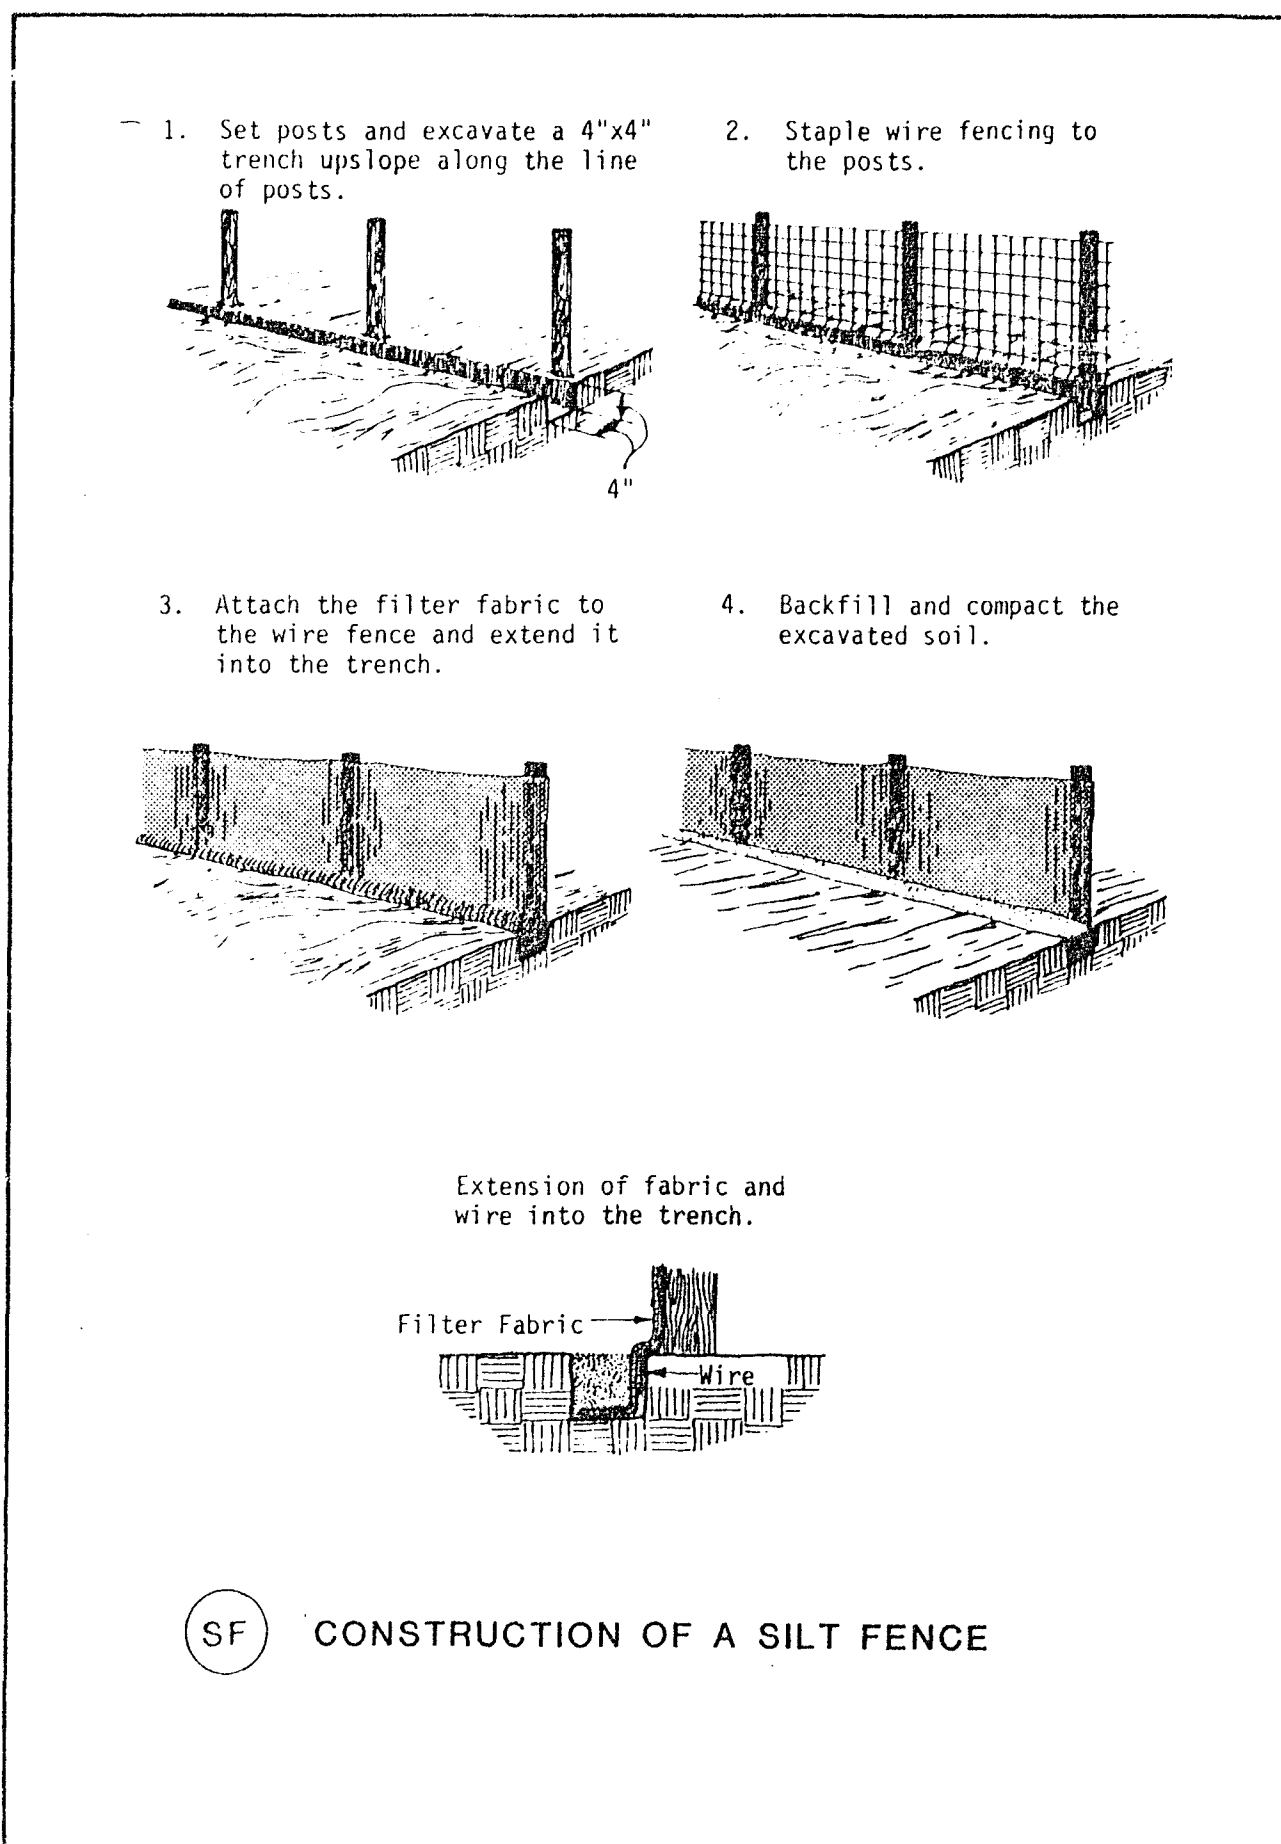 1. Set posts and excavate a 4"x4"
trench upslope along the line
of posts.
2. Staple wire fencing to
the posts.
4"
3. Attach the filter fabric to
the wire fence and extend it
into the trench.
4. Backfill and compact the
excavated soil.
Extension of fabric and
wire into the trench.
Filter Fabric
Wire
SF CONSTRUCTION OF A SILT FENCE